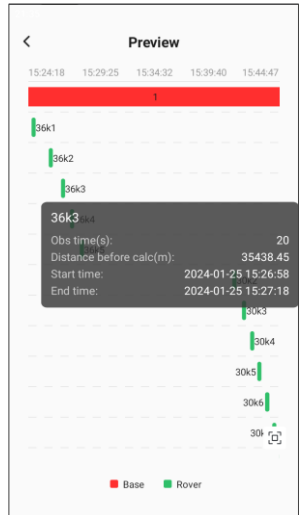 Preview
15:24:18 15:29:25 15:34:32 15:39:40 15:44:47
1
36k1
36k2
36k3
36k3
Obs time(s): 20
Distance before calc(m): 35438.45
Start time: 2024-01-25 15:26:58
End time: 2024-01-25 15:27:18
30k3
30k4
30k5
30k6
Base Rover